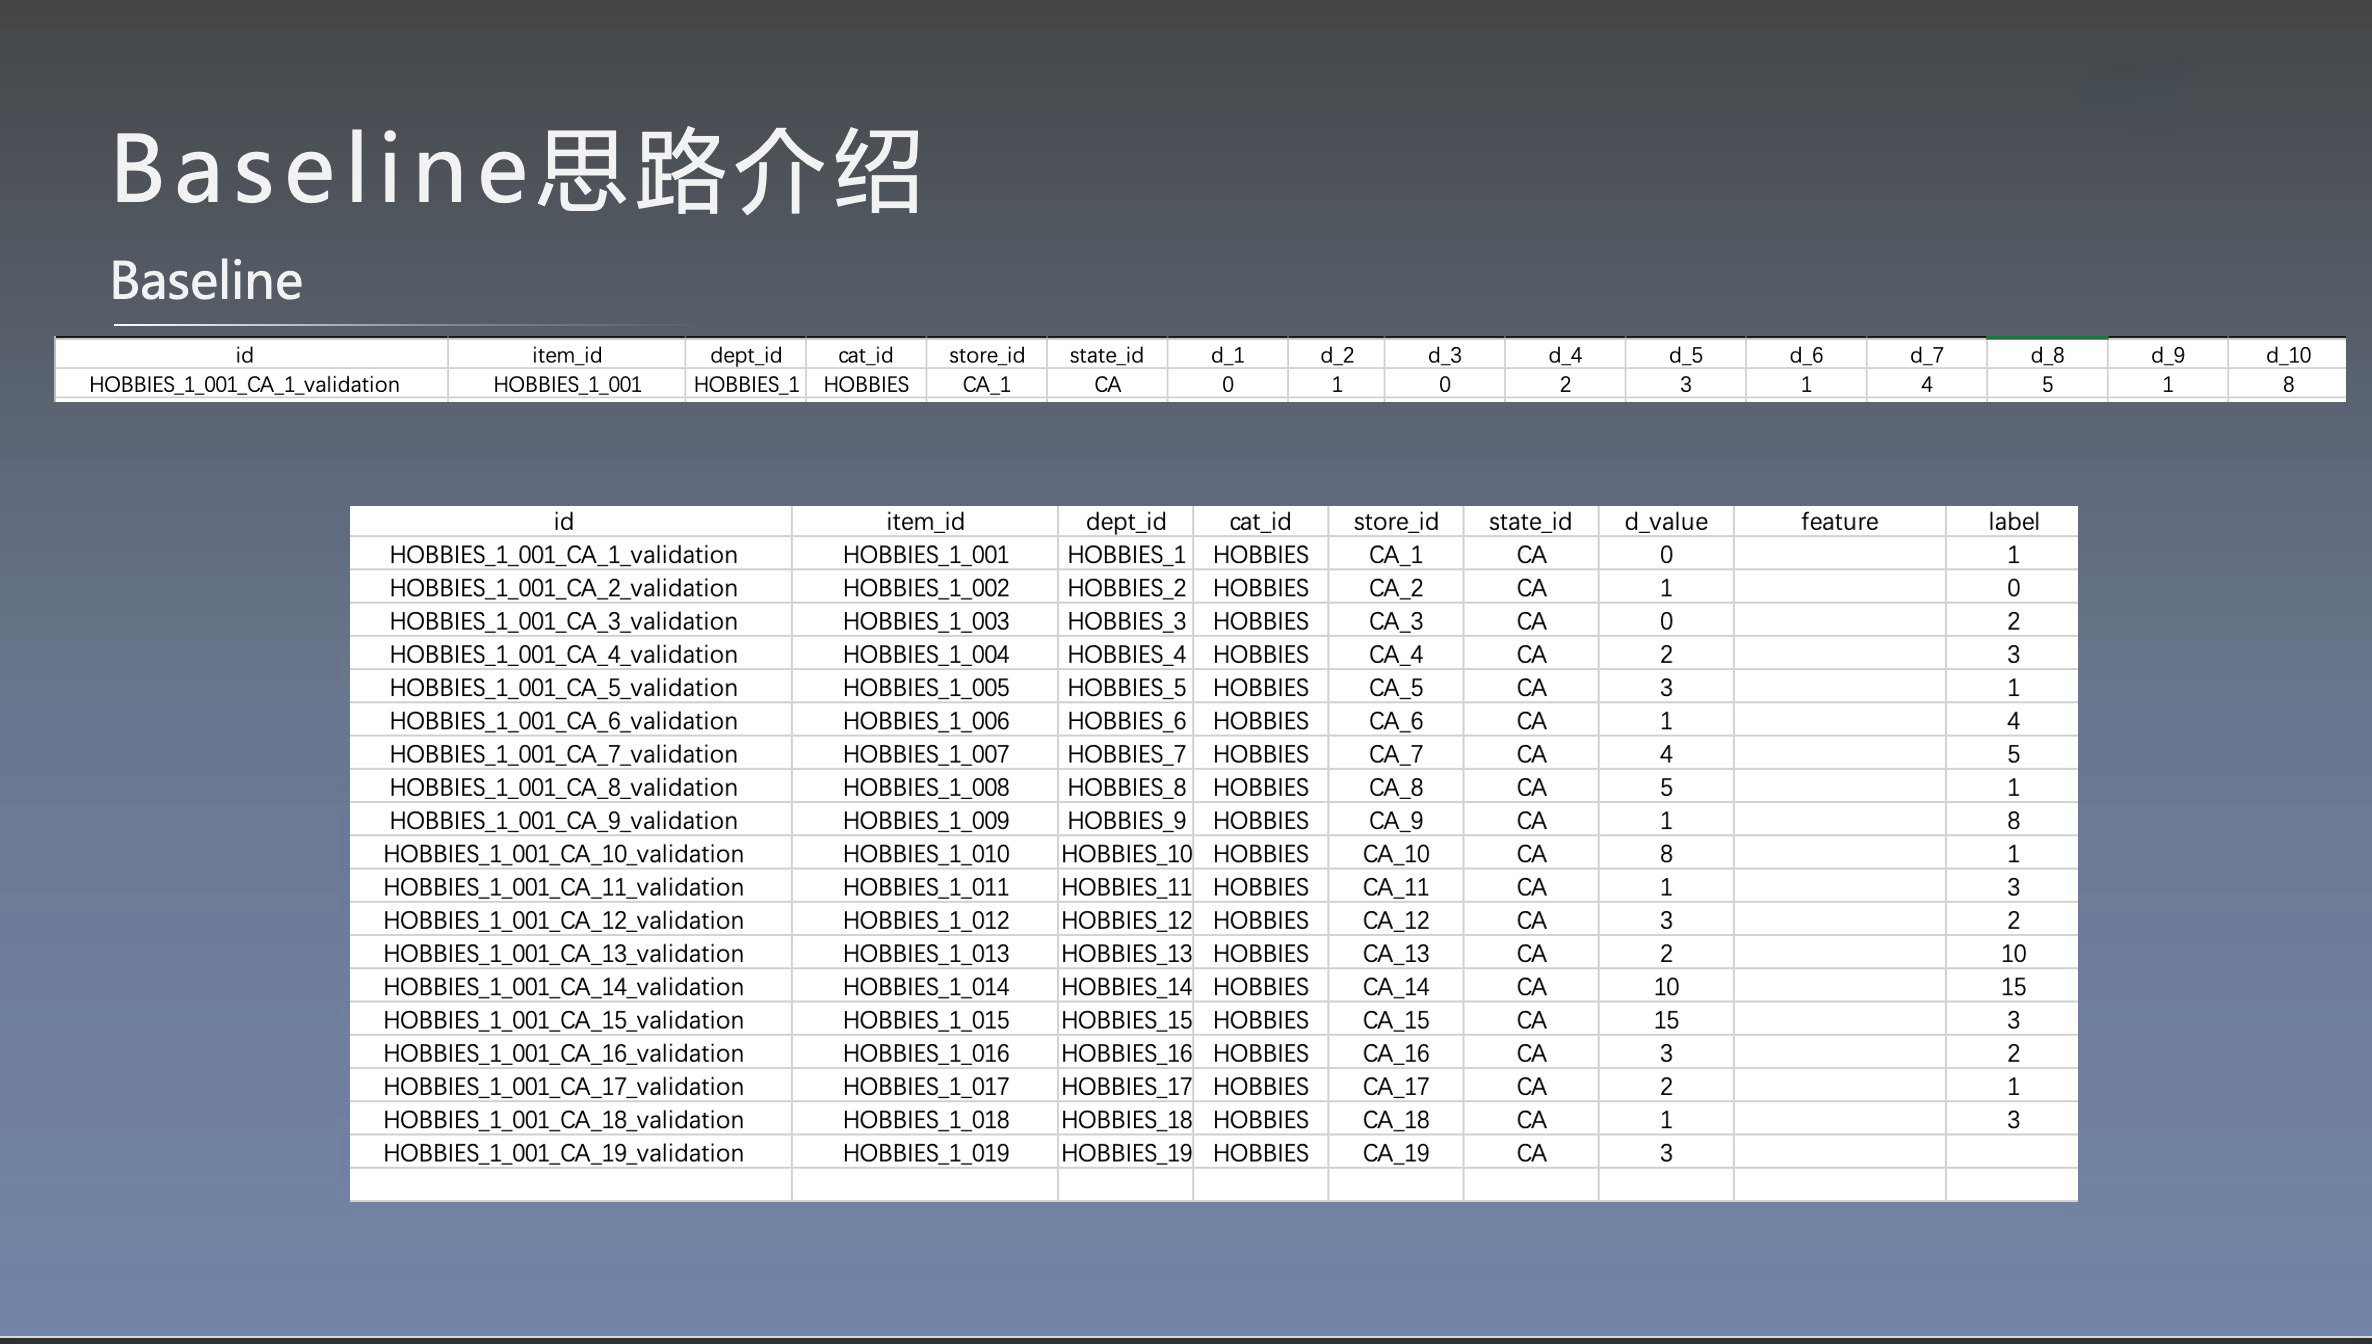 Baseline思路介绍
Baseline
id item_id dept_id cat_id store_id state_id d_1 d_2 d_3 d_4 d_5 d_6 d_7 d_8 d_9 d_10
HOBBIES_1_001_CA_1_validation HOBBIES_1_001 HOBBIES_1 HOBBIES CA_1 CA 0 1 0 2 3 1 4 5 1 8
id item_id dept_id cat_id store_id state_id d_value feature label
HOBBIES_1_001_CA_1_validation HOBBIES_1_001 HOBBIES_1 HOBBIES CA_1 CA 0 1
HOBBIES_1_001_CA_2_validation HOBBIES_1_002 HOBBIES_2 HOBBIES CA_2 CA 1 0
HOBBIES_1_001_CA_3_validation HOBBIES_1_003 HOBBIES_3 HOBBIES CA_3 CA 0 2
HOBBIES_1_001_CA_4_validation HOBBIES_1_004 HOBBIES_4 HOBBIES CA_4 CA 2 3
HOBBIES_1_001_CA_5_validation HOBBIES_1_005 HOBBIES_5 HOBBIES CA_5 CA 3 1
HOBBIES_1_001_CA_6_validation HOBBIES_1_006 HOBBIES_6 HOBBIES CA_6 CA 1 4
HOBBIES_1_001_CA_7_validation HOBBIES_1_007 HOBBIES_7 HOBBIES CA_7 CA 4 5
HOBBIES_1_001_CA_8_validation HOBBIES_1_008 HOBBIES_8 HOBBIES CA_8 CA 5 1
HOBBIES_1_001_CA_9_validation HOBBIES_1_009 HOBBIES_9 HOBBIES CA_9 CA 1 8
HOBBIES_1_001_CA_10_validation HOBBIES_1_010 HOBBIES_10 HOBBIES CA_10 CA 8 1
HOBBIES_1_001_CA_11_validation HOBBIES_1_011 HOBBIES_11 HOBBIES CA_11 CA 1 3
HOBBIES_1_001_CA_12_validation HOBBIES_1_012 HOBBIES_12 HOBBIES CA_12 CA 3 2
HOBBIES_1_001_CA_13_validation HOBBIES_1_013 HOBBIES_13 HOBBIES CA_13 CA 2 10
HOBBIES_1_001_CA_14_validation HOBBIES_1_014 HOBBIES_14 HOBBIES CA_14 CA 10 15
HOBBIES_1_001_CA_15_validation HOBBIES_1_015 HOBBIES_15 HOBBIES CA_15 CA 15 3
HOBBIES_1_001_CA_16_validation HOBBIES_1_016 HOBBIES_16 HOBBIES CA_16 CA 3 2
HOBBIES_1_001_CA_17_validation HOBBIES_1_017 HOBBIES_17 HOBBIES CA_17 CA 2 1
HOBBIES_1_001_CA_18_validation HOBBIES_1_018 HOBBIES_18 HOBBIES CA_18 CA 1 3
HOBBIES_1_001_CA_19_validation HOBBIES_1_019 HOBBIES_19 HOBBIES CA_19 CA 3